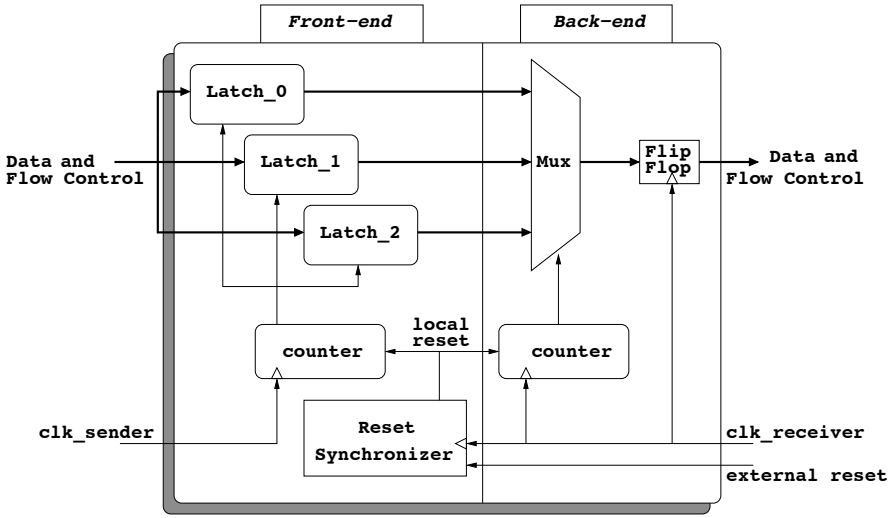 Front-end
Back-end
Latch_0
Data and
Flow Control
Latch_1
Mux
Flip
Flop
Data and
Flow Control
Latch_2
counter
local
reset
counter
clk_sender
Reset
Synchronizer
clk_receiver
external reset